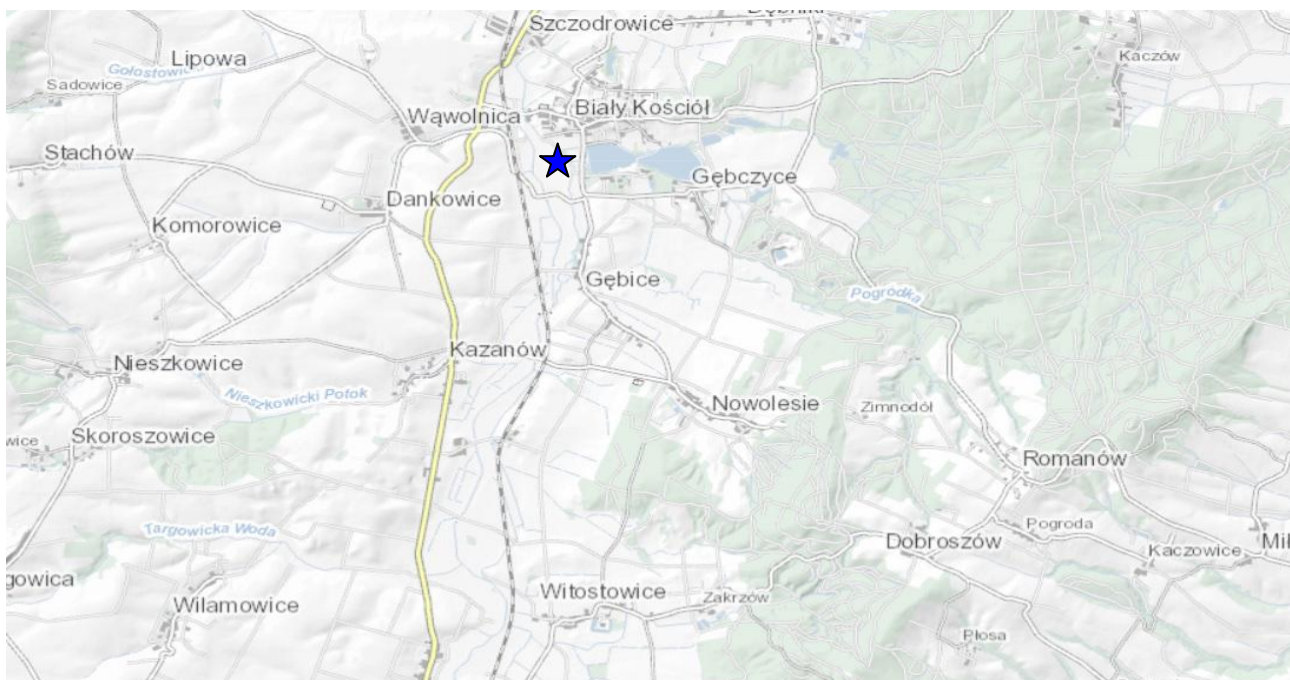 Szczodrowice
Lipowa
Kaczów
Sadowice
Biały Kościół
Wąwolnica
Stachów
Gębczyce
Dankowice
Komorowice
Gębice
Pogródka
Kazanów
Nieszkowice
Nieszkowicki Potok
Nowolesie
Zimnodół
Skoroszowice
Romanów
Targowicka Woda
Pogroda
Dobroszów
Kaczowice
Witostowice
Zakrzów
Wilamowice
Płosa